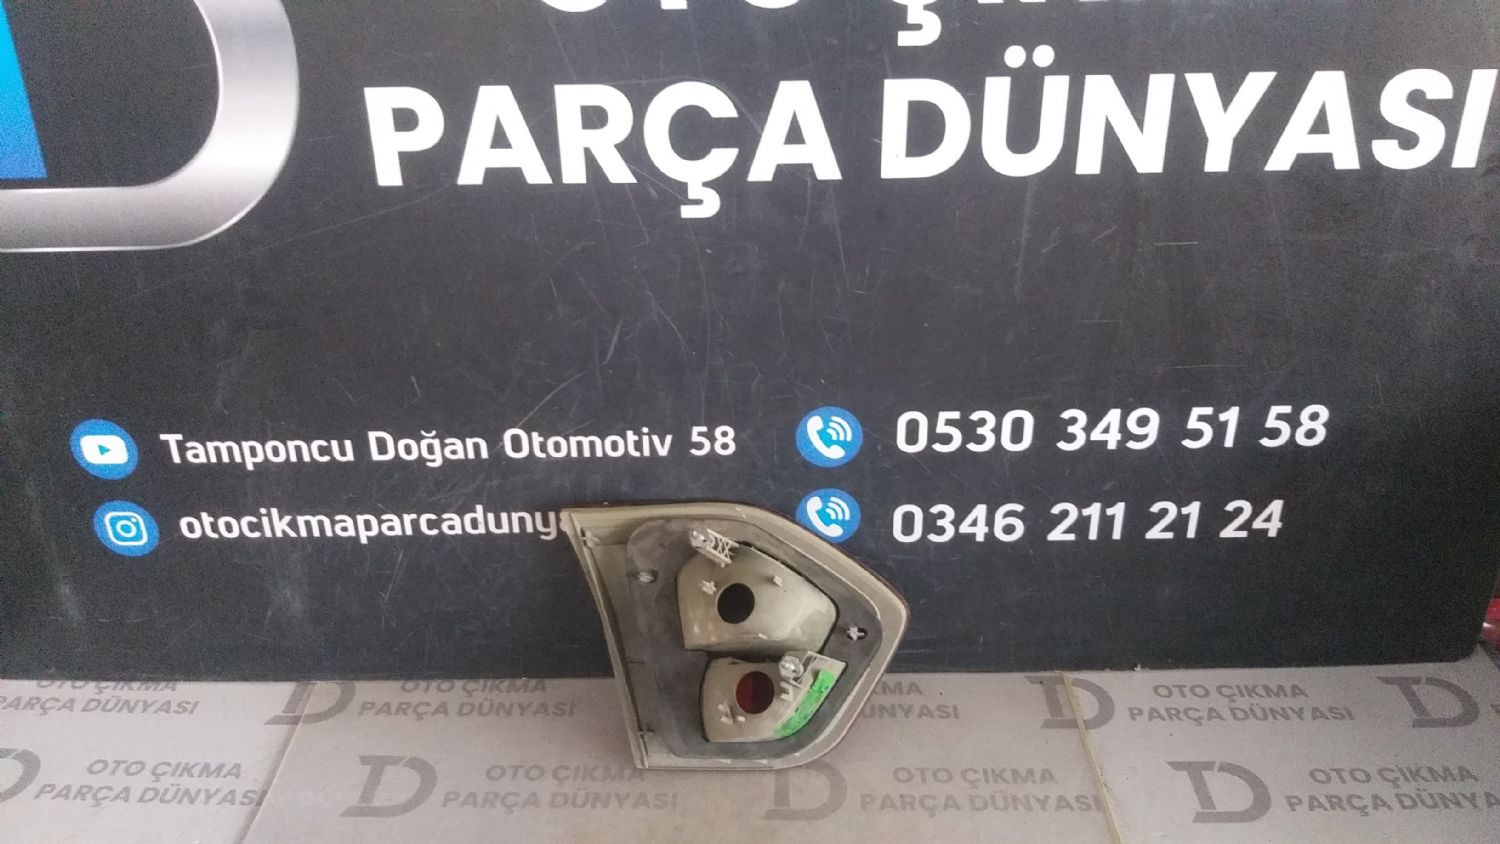 OTO ÇIKMA
PARÇA DÜNYASI
Tamponcu Doğan Otomotiv 58
0530 349 51 58
0346 211 21 24
OTO ÇIKMA
PARÇA DÜNYASI
OTO ÇIKMA
PARÇA DÜNYASI
OTO ÇIKMA
PARÇA DÜNYASI
OTO ÇIKMA
PARÇA DÜNYASI
OTO ÇIKMA
PARÇA DÜNYASI
OTO ÇIKMA
PARÇA DÜNYASI
OTO ÇIKMA
PARÇA DÜNYASI